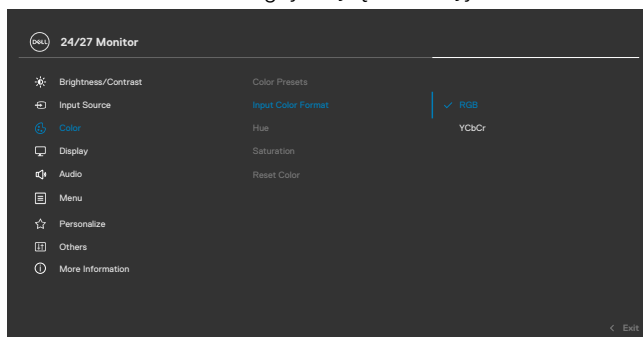 DELL 24/27 Monitor
Brightness/Contrast Color Presets
Input Source Input Color Format RGB
Color Hue YCbCr
Display Saturation
Audio Reset Color
Menu
Personalize
Others
More Information
Exit